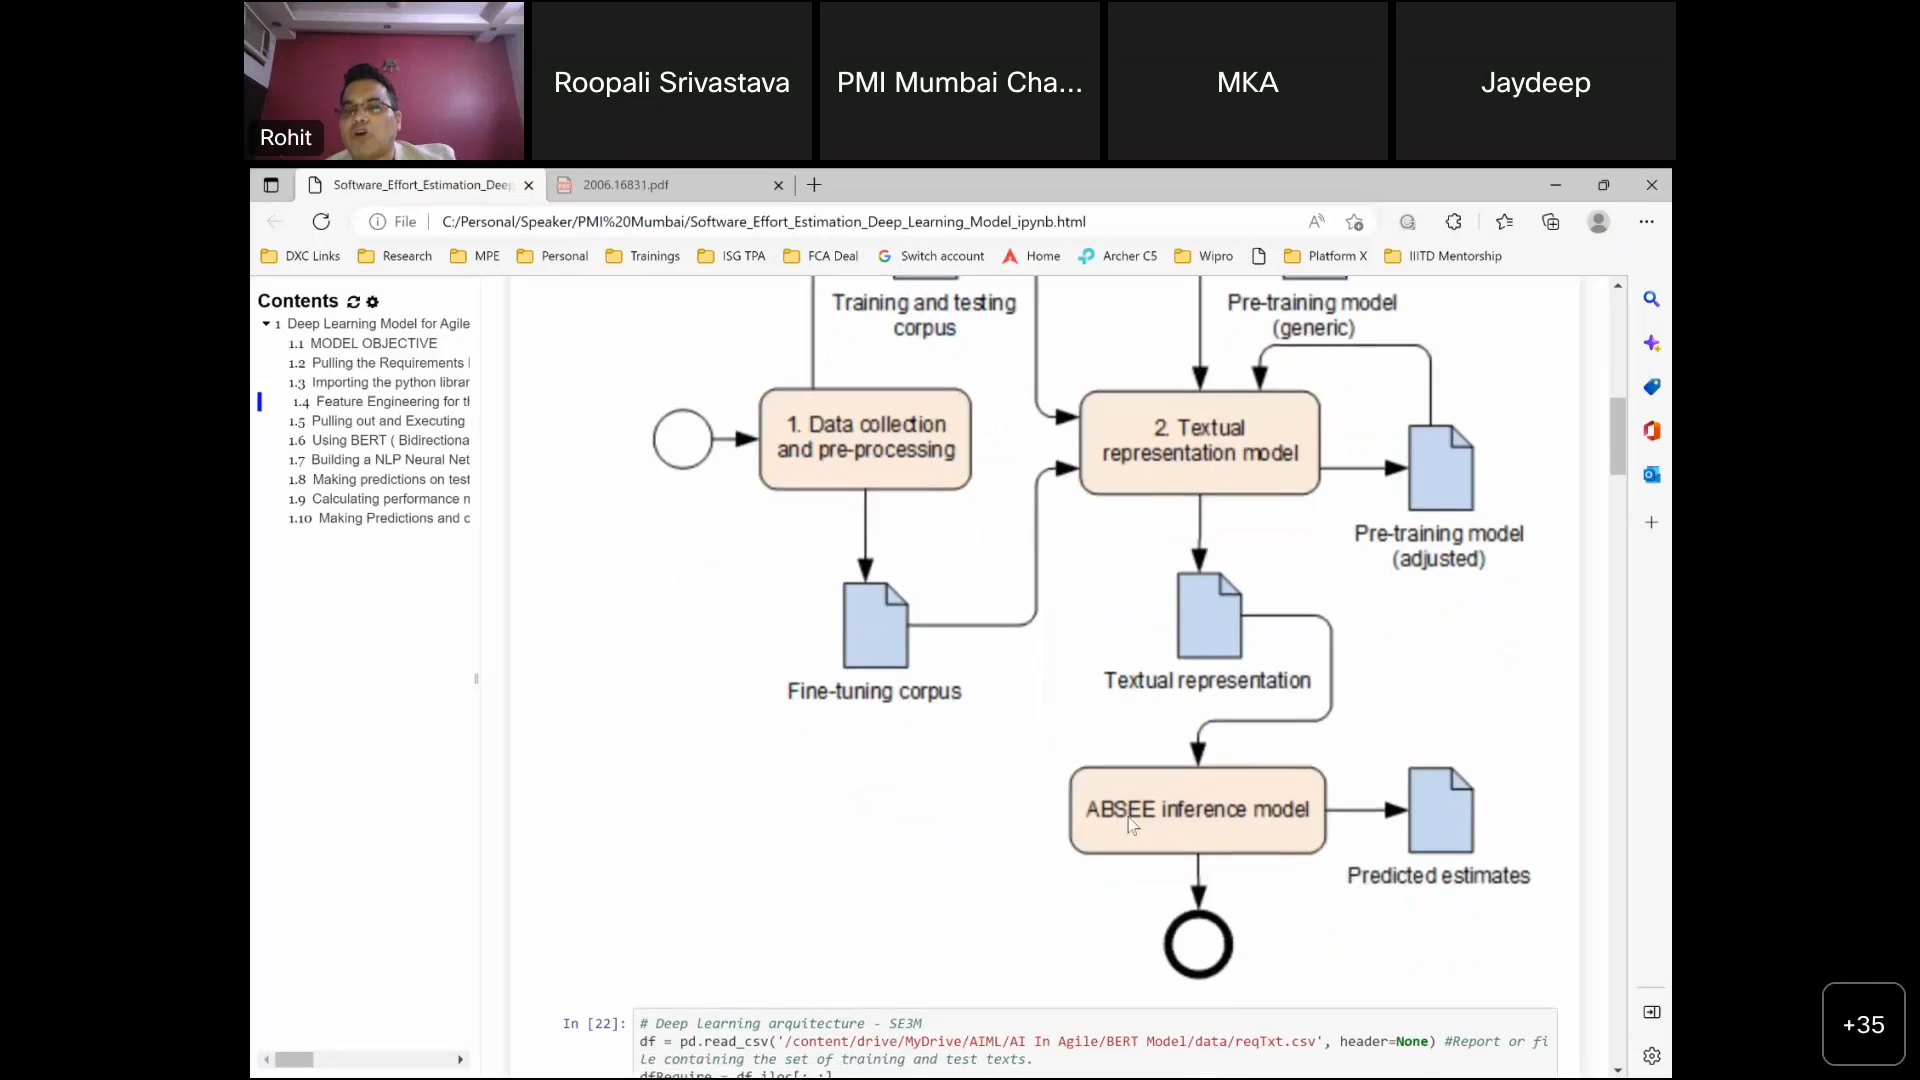 Rohit
Roopali Srivastava
PMI Mumbai Cha...
MKA
Jaydeep
Software_Effort_Estimation_Deep
2006.16831.pdf
File
C:/Personal/Speaker/PMI%20Mumbai/Software_Effort_Estimation_Deep_Learning_Model_ipynb.html
DXC Links
Research
MPE
Personal
Trainings
ISG TPA
FCA Deal
Switch account
Home
Archer C5
Wipro
Platform X
IIITD Mentorship
Contents
1 Deep Learning Model for Agile
1.1 MODEL OBJECTIVE
1.2 Pulling the Requirements
1.3 Importing the python librar
1.4 Feature Engineering for th
1.5 Pulling out and Executing
1.6 Using BERT ( Bidirectiona
1.7 Building a NLP Neural Net
1.8 Making predictions on test
1.9 Calculating performance m
1.10 Making Predictions and c
Training and testing
corpus
Pre-training model
(generic)
1. Data collection
and pre-processing
2. Textual
representation model
Pre-training model
(adjusted)
Fine-tuning corpus
Textual representation
ABSEE inference model
Predicted estimates
In [22]:
# Deep learning arquitecture - SE3M
df = pd.read_csv('/content/drive/MyDrive/AIML/AI In Agile/BERT Model/data/reqTxt.csv', header=None) #Report or fi
le containing the set of training and test texts.
dfRequire = df.iloc[:,:]
+35